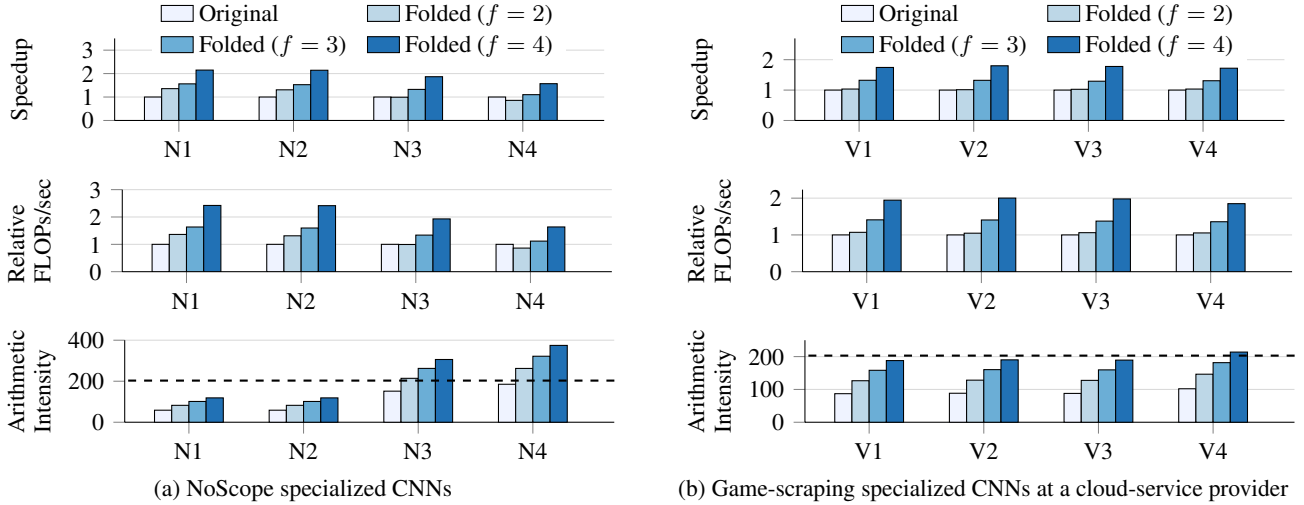 Original
Folded (f = 2)
Folded (f = 3)
Folded (f = 4)
Speedup
3
2
1
0
N1
N2
N3
N4
Relative
FLOPs/sec
3
2
1
0
N1
N2
N3
N4
Arithmetic
Intensity
400
200
0
N1
N2
N3
N4
(a) NoScope specialized CNNs
Original
Folded (f = 2)
Folded (f = 3)
Folded (f = 4)
Speedup
2
1
0
V1
V2
V3
V4
Relative
FLOPs/sec
2
1
0
V1
V2
V3
V4
Arithmetic
Intensity
200
100
0
V1
V2
V3
V4
(b) Game-scraping specialized CNNs at a cloud-service provider